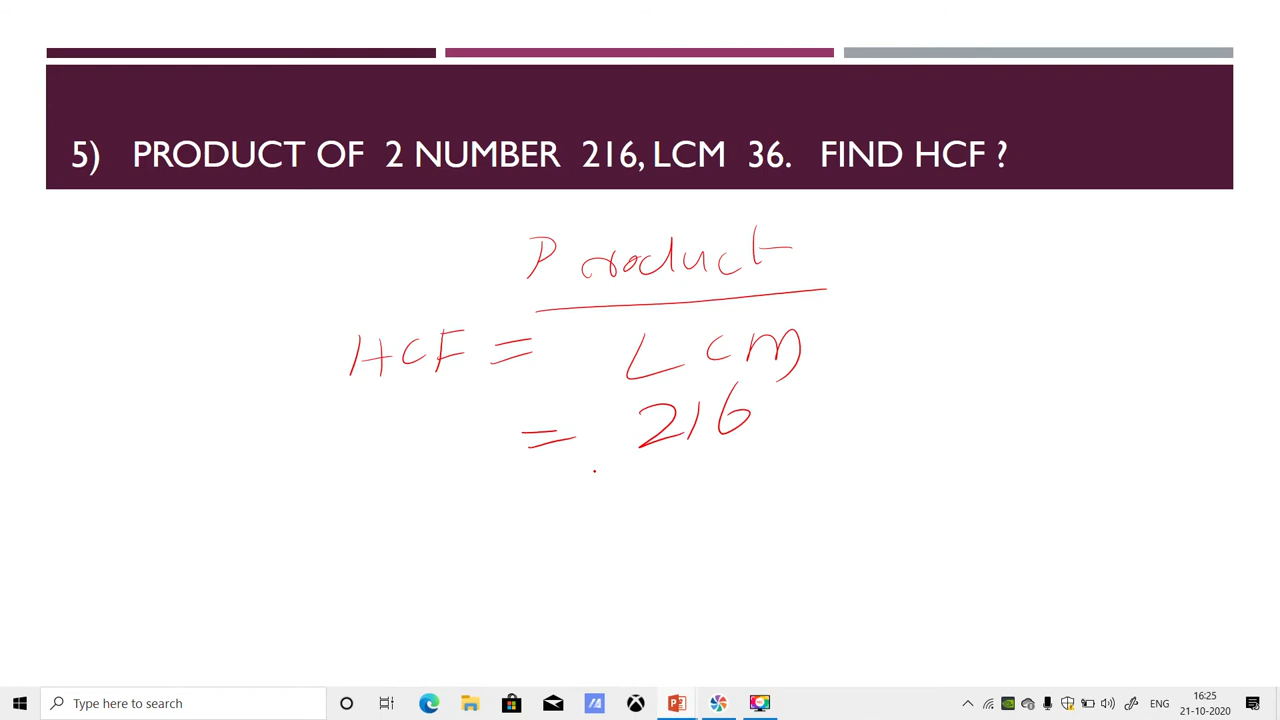 5) PRODUCT OF 2 NUMBER 216, LCM 36. FIND HCF ?
Product
HCF = LCM
= 216
Type here to search
ENG
16:25
21-10-2020